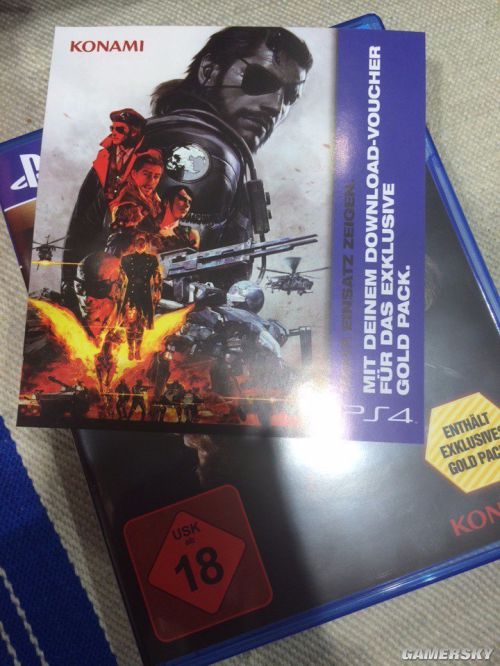 KONAMI
EINSATZ ZEIGEN.
MIT DEINEM DOWNLOAD-VOUCHER
FÜR DAS EXKLUSIVE
GOLD PACK.
PS4
ENTHÄLT
EXKLUSIVES
GOLD PAC
KON
USK
ab
18
GAMERSKY